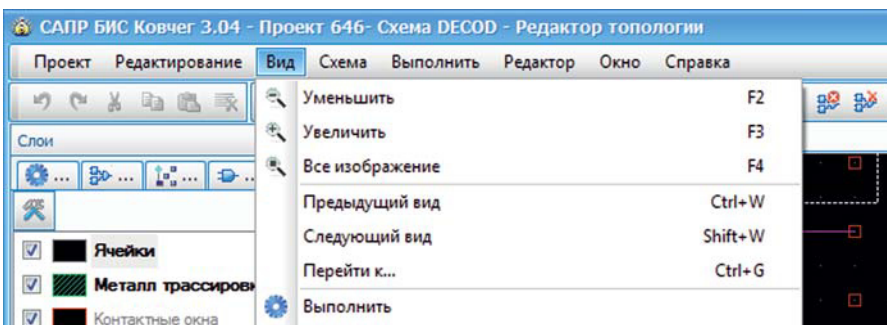 САПР БИС Ковчег 3.04 - Проект 646- Схема DECOD - Редактор топологии
Проект Редактирование Вид Схема Выполнить Редактор Окно Справка
Уменьшить F2
Слои
Увеличить F3
Все изображение F4
... ... ... ...
Предыдущий вид Ctrl+W
Ячейки
Следующий вид Shift+W
Металл
Перейти к... Ctrl+G
Контактные окна
Выполнить